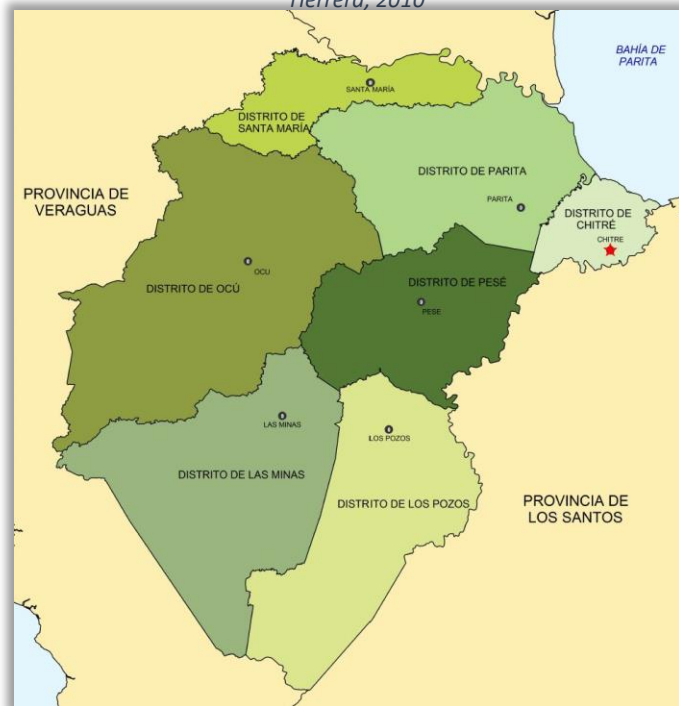 Herrera, 2010
BAHÍA DE
PARITA
SANTA MARÍA
DISTRITO DE
SANTA MARÍA
DISTRITO DE PARITA
PROVINCIA DE
VERAGUAS
PARITA
DISTRITO DE
CHITRÉ
CHITRE
OCU
DISTRITO DE OCÚ
DISTRITO DE PESÉ
PESE
LAS MINAS
LOS POZOS
DISTRITO DE LAS MINAS
DISTRITO DE LOS POZOS
PROVINCIA DE
LOS SANTOS